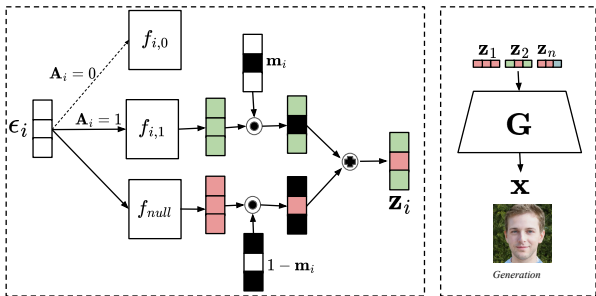 f_{i,0}
A_i = 0
m_i
ϵ_i
A_i = 1
f_{i,1}
z_i
f_{null}
1 − m_i
z_1 z_2 z_n
G
x
Generation